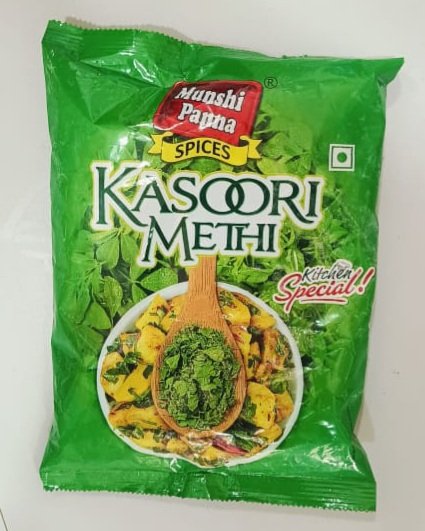 Munshi
Panna
®
SPICES
KASOORI
METHI
Kitchen
Special!